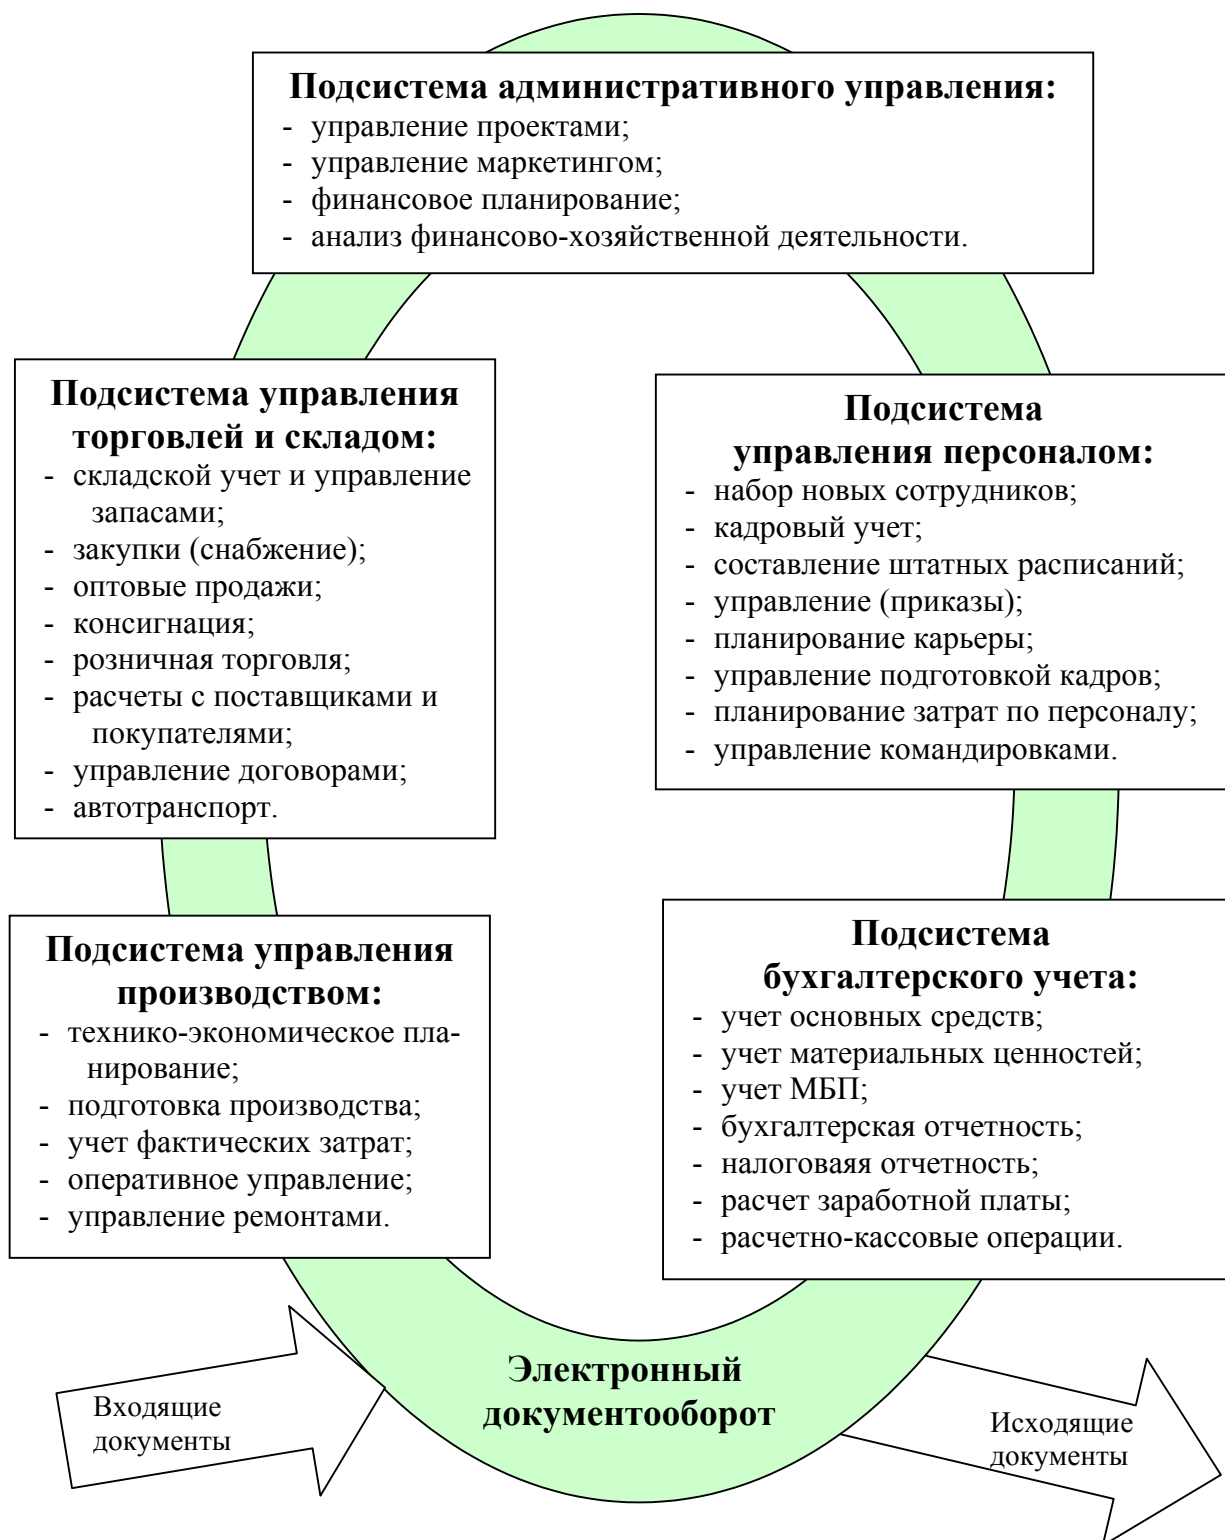 Подсистема административного управления:
- управление проектами;
- управление маркетингом;
- финансовое планирование;
- анализ финансово-хозяйственной деятельности.
Подсистема управления
торговлей и складом:
- складской учет и управление
запасами;
- закупки (снабжение);
- оптовые продажи;
- консигнация;
- розничная торговля;
- расчеты с поставщиками и
покупателями;
- управление договорами;
- автотранспорт.
Подсистема
управления персоналом:
- набор новых сотрудников;
- кадровый учет;
- составление штатных расписаний;
- управление (приказы);
- планирование карьеры;
- управление подготовкой кадров;
- планирование затрат по персоналу;
- управление командировками.
Подсистема управления
производством:
- технико-экономическое пла-
нирование;
- подготовка производства;
- учет фактических затрат;
- оперативное управление;
- управление ремонтами.
Подсистема
бухгалтерского учета:
- учет основных средств;
- учет материальных ценностей;
- учет МБП;
- бухгалтерская отчетность;
- налоговаяя отчетность;
- расчет заработной платы;
- расчетно-кассовые операции.
Электронный
документооборот
Входящие
документы
Исходящие
документы